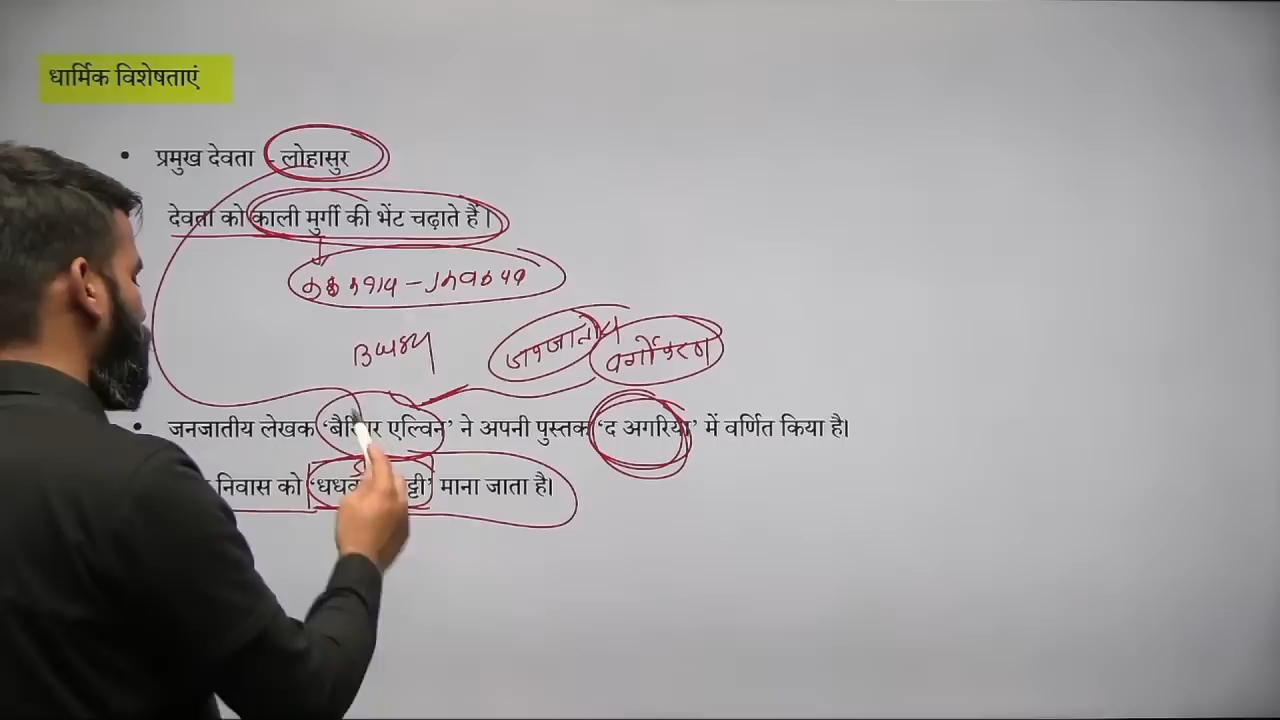 धार्मिक विशेषताएं
• प्रमुख देवता - लोहासुर
देवता को काली मुर्गी की भेंट चढ़ाते हैं।
जनजातीय
वर्गीकरण
• जनजातीय लेखक ‘बैरियर एल्विन’ ने अपनी पुस्तक ‘द अगरिया’ में वर्णित किया है।
निवास को माना जाता है।